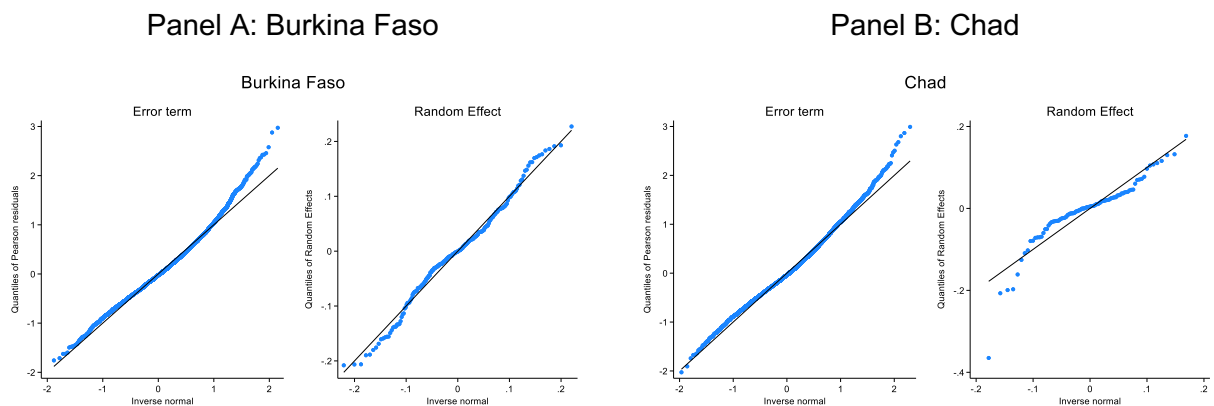 Panel A: Burkina Faso
Panel B: Chad
Burkina Faso
Error term
Random Effect
Quantiles of Pearson residuals
3
2
1
0
-1
-2
-2
-1
0
1
2
Inverse normal
Quantiles of Random Effects
.2
.1
0
-.1
-.2
-.2
-.1
0
.1
.2
Inverse normal
Chad
Error term
Random Effect
Quantiles of Pearson residuals
3
2
1
0
-1
-2
-2
-1
0
1
2
Inverse normal
Quantiles of Random Effects
.2
0
-.2
-.4
-.2
-.1
0
.1
.2
Inverse normal